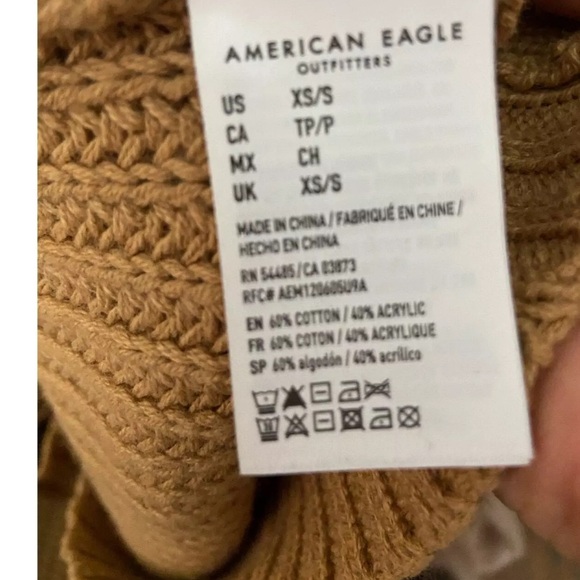 AMERICAN EAGLE
OUTFITTERS
US XS/S
CA TP/P
MX CH
UK XS/S
MADE IN CHINA / FABRIQUÉ EN CHINE /
HECHO EN CHINA
RN 54485/CA 03873
RFC# AEM120605U9A
EN 60% COTTON / 40% ACRYLIC
FR 60% COTON / 40% ACRYLIQUE
SP 60% algodón / 40% acrílico